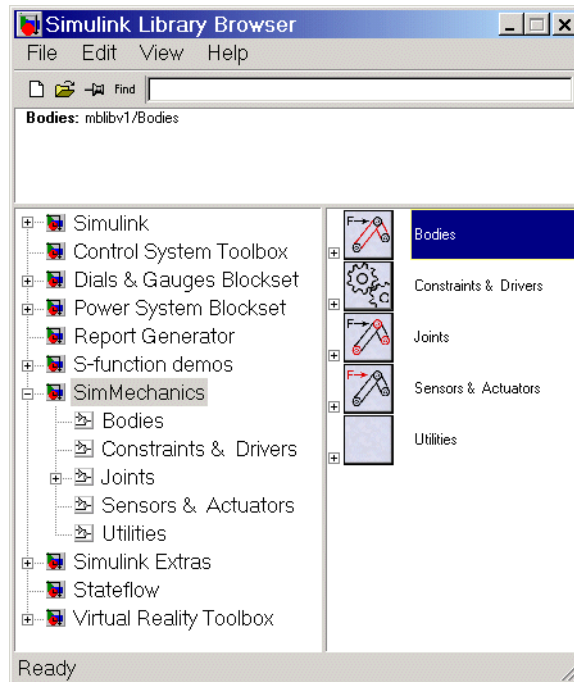 Simulink Library Browser
File Edit View Help
Find
Bodies: mblibv1/Bodies
Simulink
Control System Toolbox
Dials & Gauges Blockset
Power System Blockset
Report Generator
S-function demos
SimMechanics
Bodies
Constraints & Drivers
Joints
Sensors & Actuators
Utilities
Simulink Extras
Stateflow
Virtual Reality Toolbox
F
Bodies
Constraints & Drivers
F
Joints
F
Sensors & Actuators
Utilities
Ready